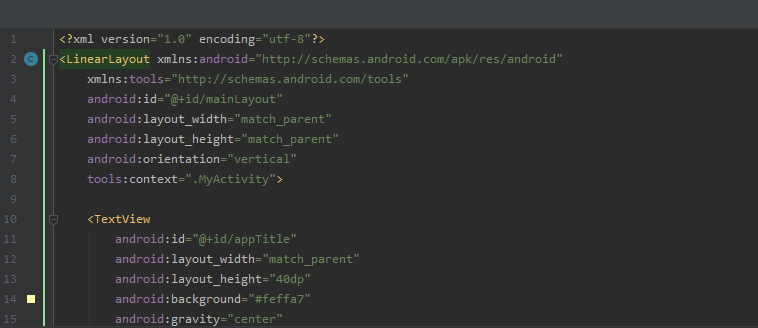 1 <?xml version="1.0" encoding="utf-8"?>
2 C <LinearLayout xmlns:android="http://schemas.android.com/apk/res/android"
3 xmlns:tools="http://schemas.android.com/tools"
4 android:id="@+id/mainLayout"
5 android:layout_width="match_parent"
6 android:layout_height="match_parent"
7 android:orientation="vertical"
8 tools:context=".MyActivity">
9
10 <TextView
11 android:id="@+id/appTitle"
12 android:layout_width="match_parent"
13 android:layout_height="40dp"
14 android:background="#feffa7"
15 android:gravity="center"